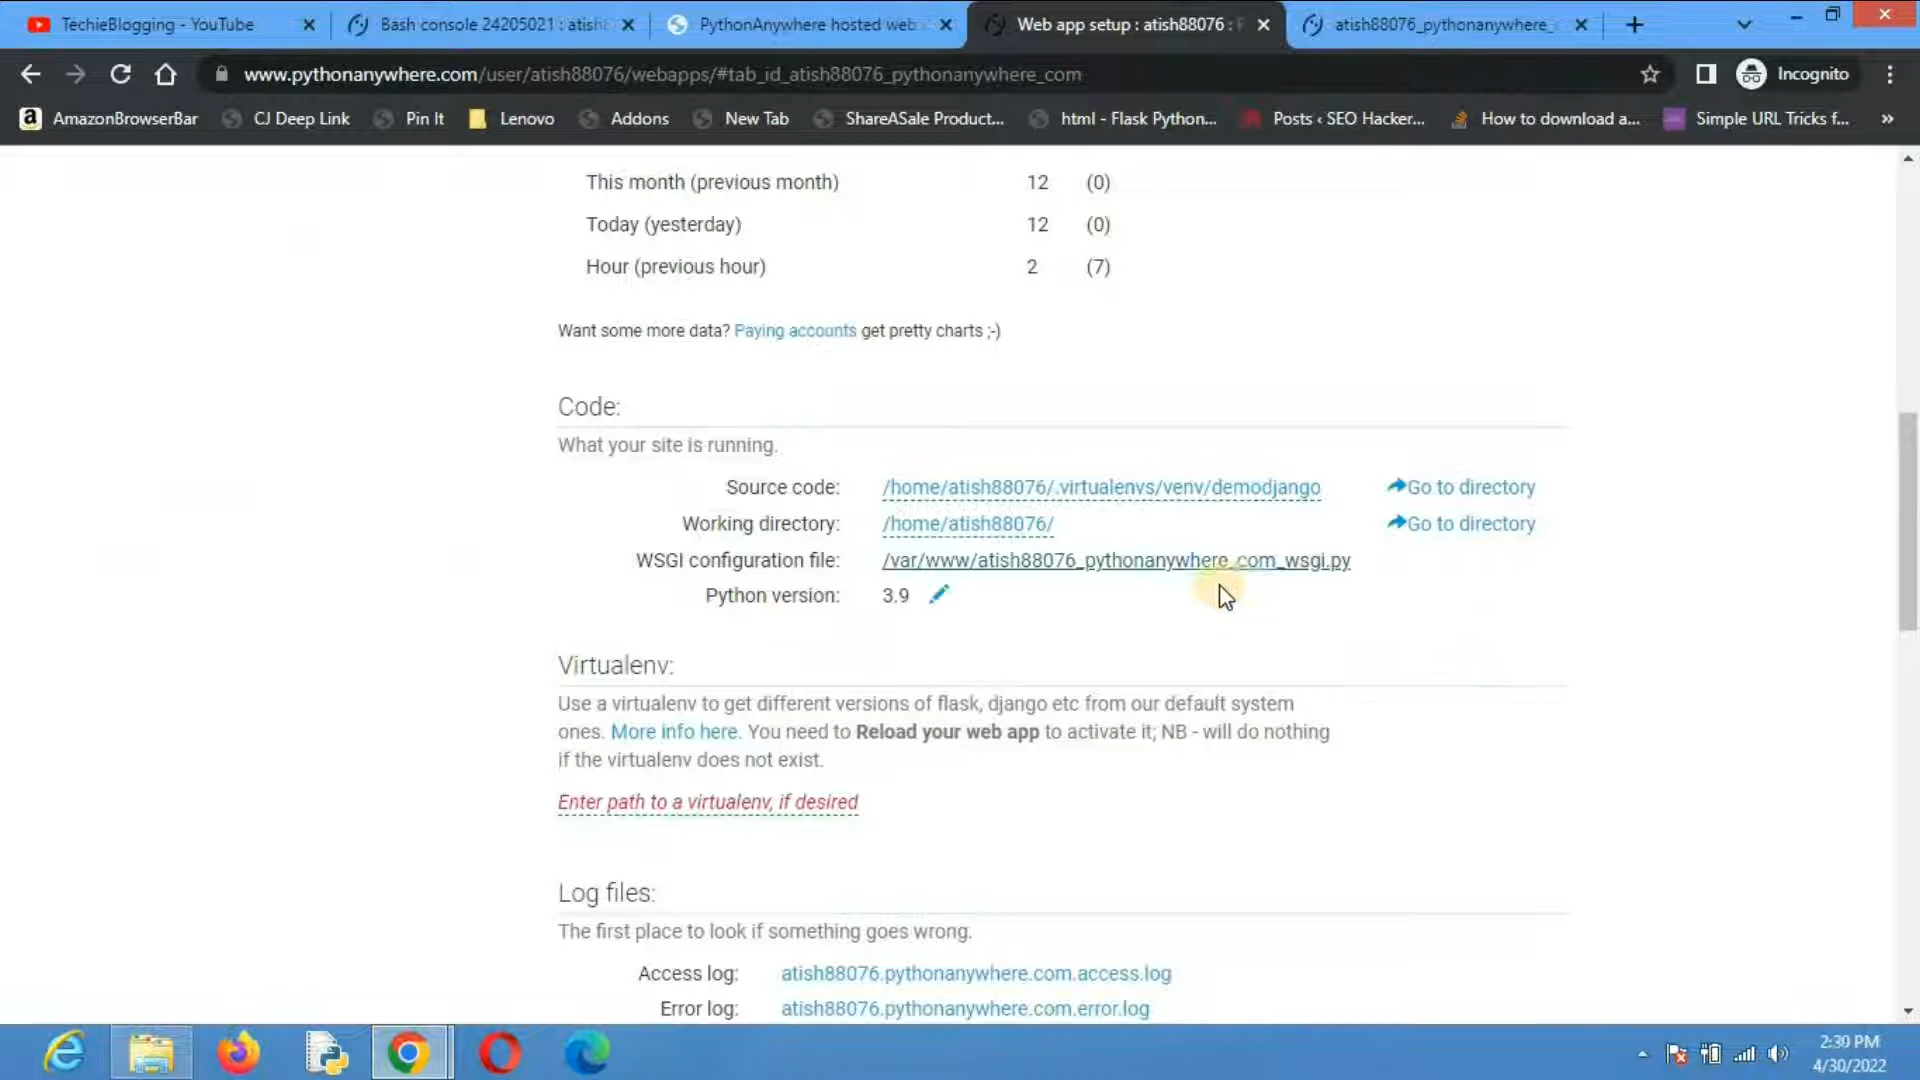 TechieBlogging - YouTube
Bash console 24205021 : atish
PythonAnywhere hosted web
Web app setup : atish88076 :
atish88076_pythonanywhere_
www.pythonanywhere.com/user/atish88076/webapps/#tab_id_atish88076_pythonanywhere_com
Incognito
AmazonBrowserBar
CJ Deep Link
Pin It
Lenovo
Addons
New Tab
ShareASale Product...
html - Flask Python...
Posts ‹ SEO Hacker...
How to download a...
Simple URL Tricks f...
»
This month (previous month) 12 (0)
Today (yesterday) 12 (0)
Hour (previous hour) 2 (7)
Want some more data? Paying accounts get pretty charts ;-)
Code:
What your site is running.
Source code: /home/atish88076/.virtualenvs/venv/demodjango Go to directory
Working directory: /home/atish88076/ Go to directory
WSGI configuration file: /var/www/atish88076_pythonanywhere_com_wsgi.py
Python version: 3.9
Virtualenv:
Use a virtualenv to get different versions of flask, django etc from our default system
ones. More info here. You need to Reload your web app to activate it; NB - will do nothing
if the virtualenv does not exist.
Enter path to a virtualenv, if desired
Log files:
The first place to look if something goes wrong.
Access log: atish88076.pythonanywhere.com.access.log
Error log: atish88076.pythonanywhere.com.error.log
2:30 PM
4/30/2022